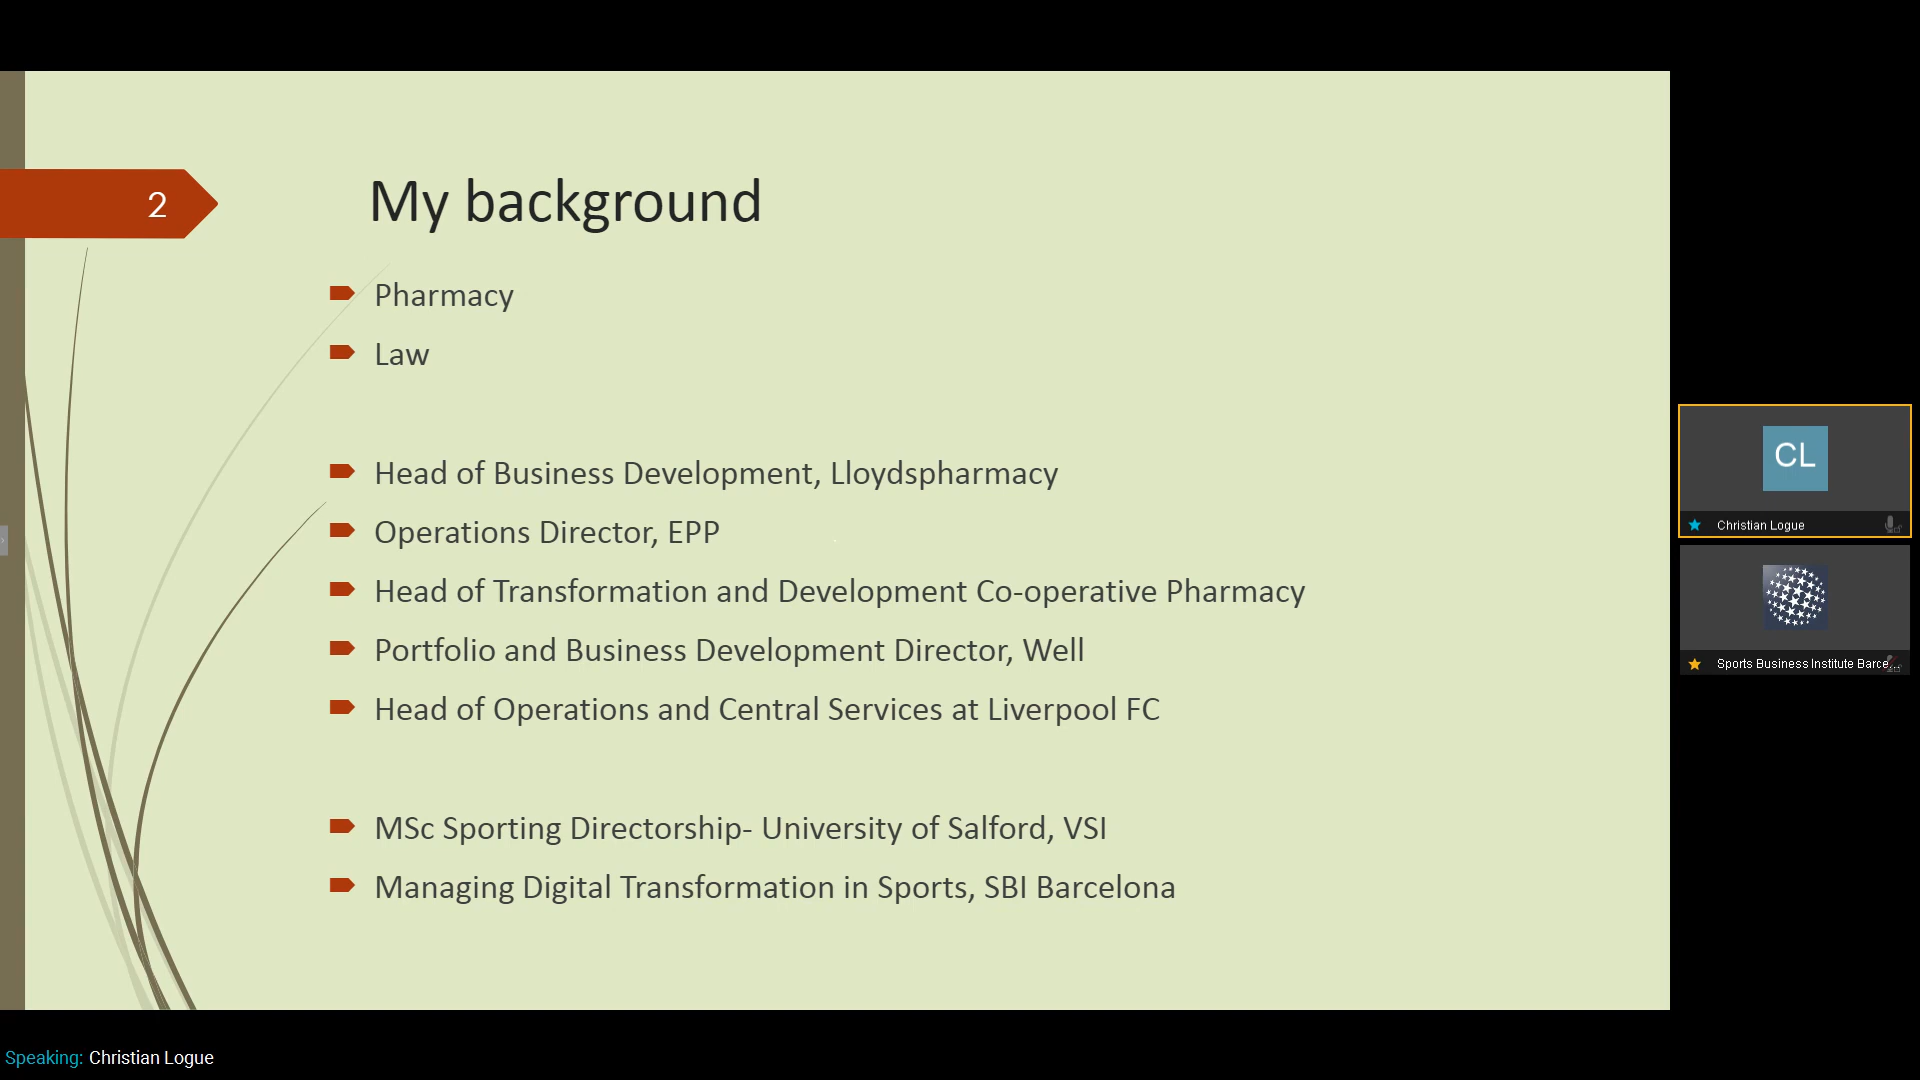 2
My background
Pharmacy
Law
Head of Business Development, Lloydspharmacy
Operations Director, EPP
Head of Transformation and Development Co-operative Pharmacy
Portfolio and Business Development Director, Well
Head of Operations and Central Services at Liverpool FC
MSc Sporting Directorship- University of Salford, VSI
Managing Digital Transformation in Sports, SBI Barcelona
CL
Christian Logue
Sports Business Institute Barce...
Speaking: Christian Logue